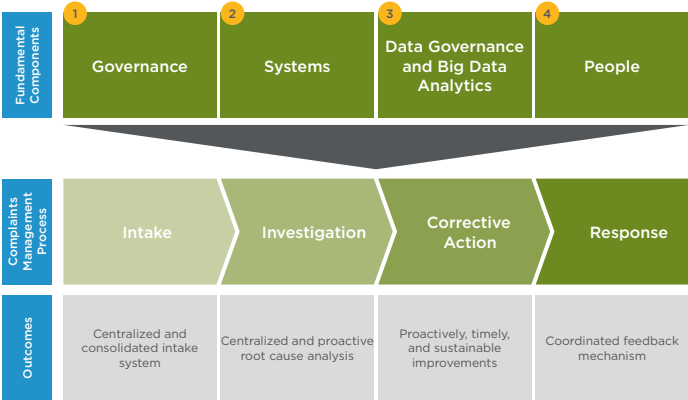 Fundamental
Components
1
Governance
2
Systems
3
Data Governance
and Big Data
Analytics
4
People
Complaints
Management
Process
Intake
Investigation
Corrective
Action
Response
Outcomes
Centralized and
consolidated intake
system
Centralized and proactive
root cause analysis
Proactively, timely,
and sustainable
improvements
Coordinated feedback
mechanism